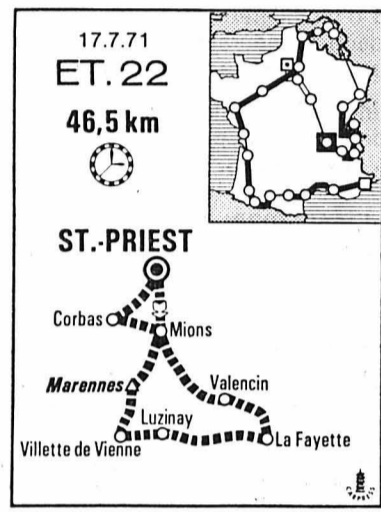 17.7.71
ET. 22
46,5 km
ST.-PRIEST
Corbas
Mions
Marennes
Valencin
Luzinay
Villette de Vienne
La Fayette